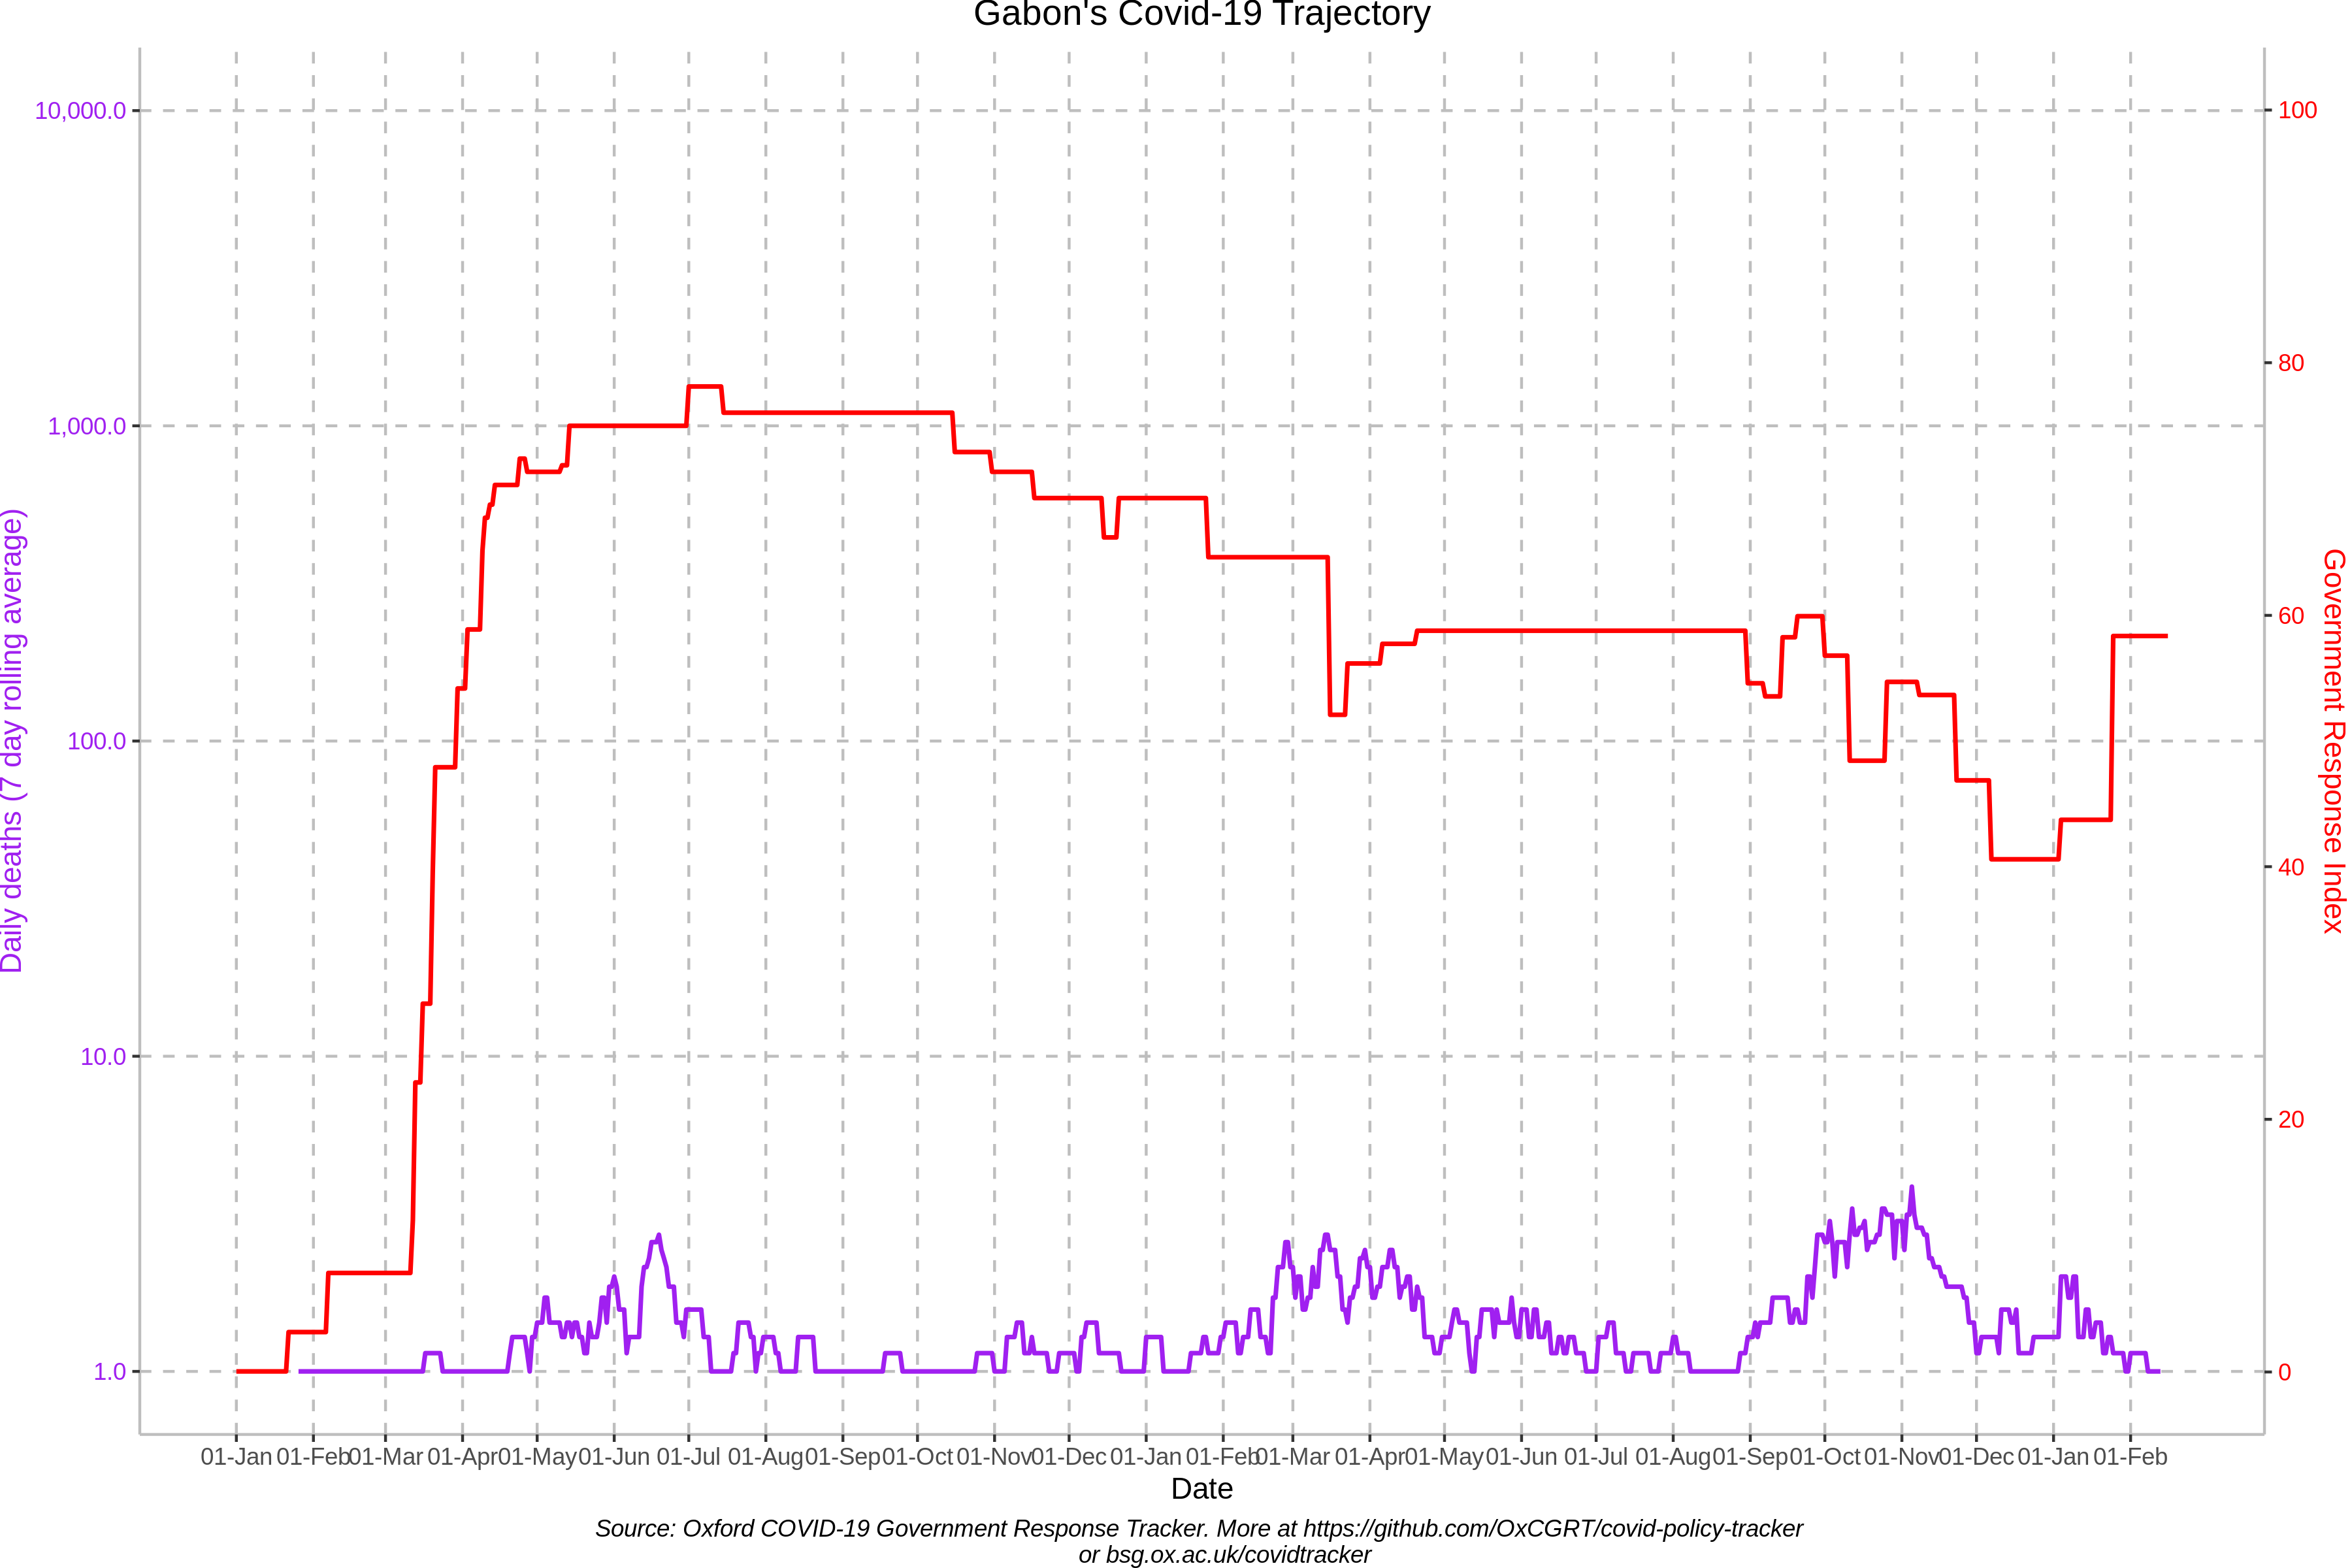 Gabon's Covid-19 Trajectory
10,000.0
1,000.0
100.0
10.0
1.0
Daily deaths (7 day rolling average)
100
80
60
40
20
0
Government Response Index
01-Jan 01-Feb 01-Mar 01-Apr 01-May 01-Jun 01-Jul 01-Aug 01-Sep 01-Oct 01-Nov 01-Dec 01-Jan 01-Feb 01-Mar 01-Apr 01-May 01-Jun 01-Jul 01-Aug 01-Sep 01-Oct 01-Nov 01-Dec 01-Jan 01-Feb
Date
Source: Oxford COVID-19 Government Response Tracker. More at https://github.com/OxCGRT/covid-policy-tracker
or bsg.ox.ac.uk/covidtracker